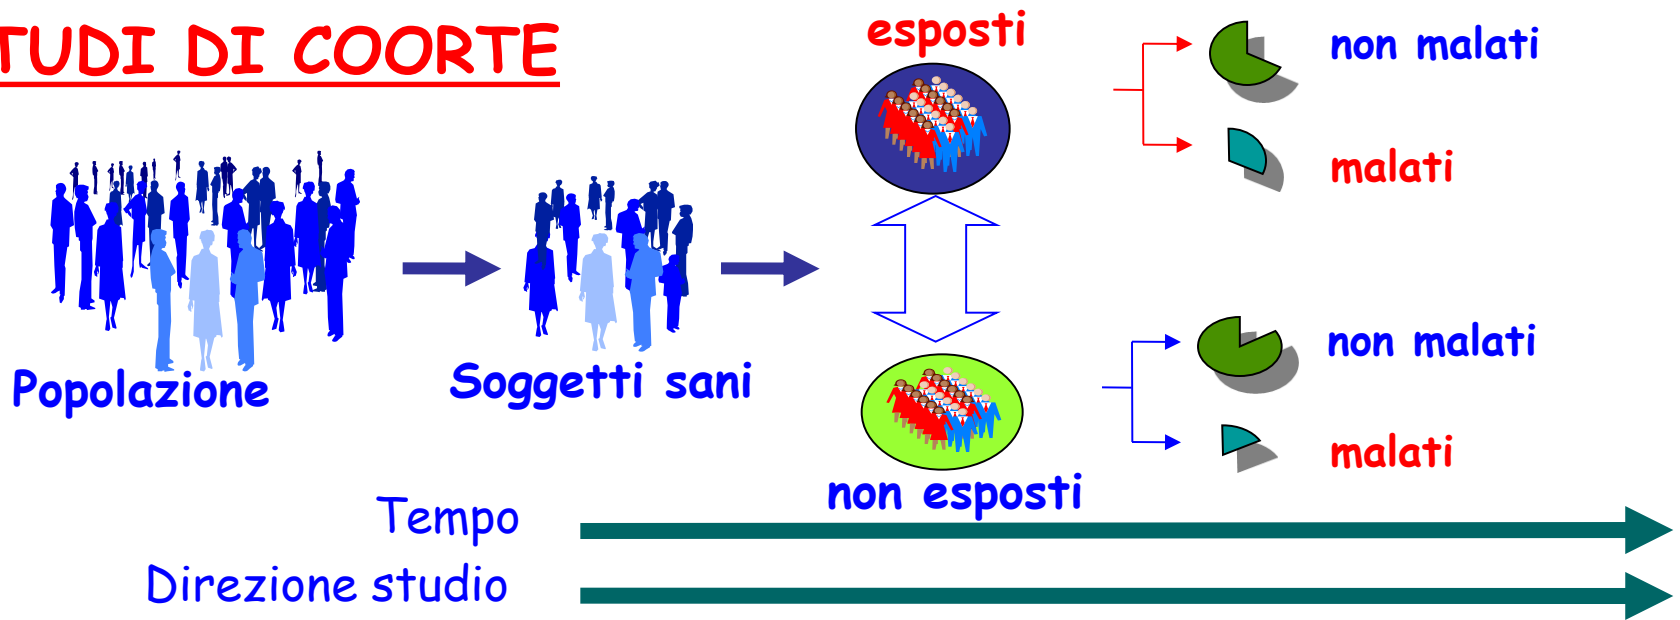 TUDI DI COORTE
esposti
non malati
malati
Popolazione
Soggetti sani
non malati
malati
non esposti
Tempo
Direzione studio